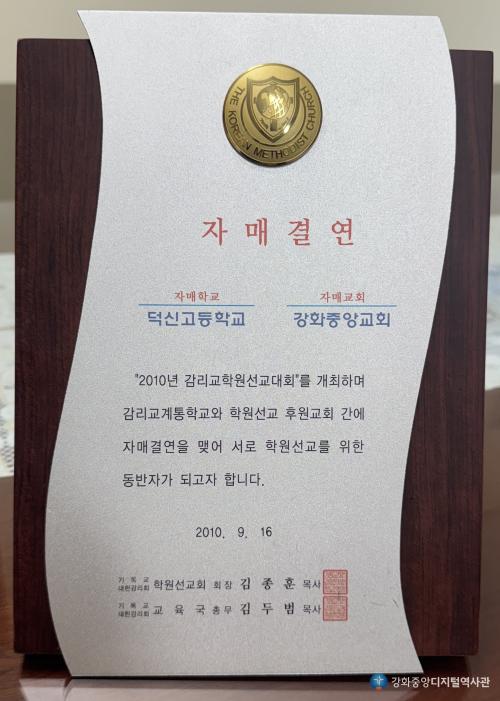 THE KOREAN METHODIST CHURCH
자매결연
자매학교 자매교회
덕신고등학교 강화중앙교회
"2010년 감리교학원선교대회"를 개최하며
감리교계통학교와 학원선교 후원교회 간에
자매결연을 맺어 서로 학원선교를 위한
동반자가 되고자 합니다.
2010. 9. 16
기독교 대한감리회 학원선교회 회장 김종훈 목사
기독교 대한감리회 교육국 총무 김두범 목사
강화중앙디지털역사관